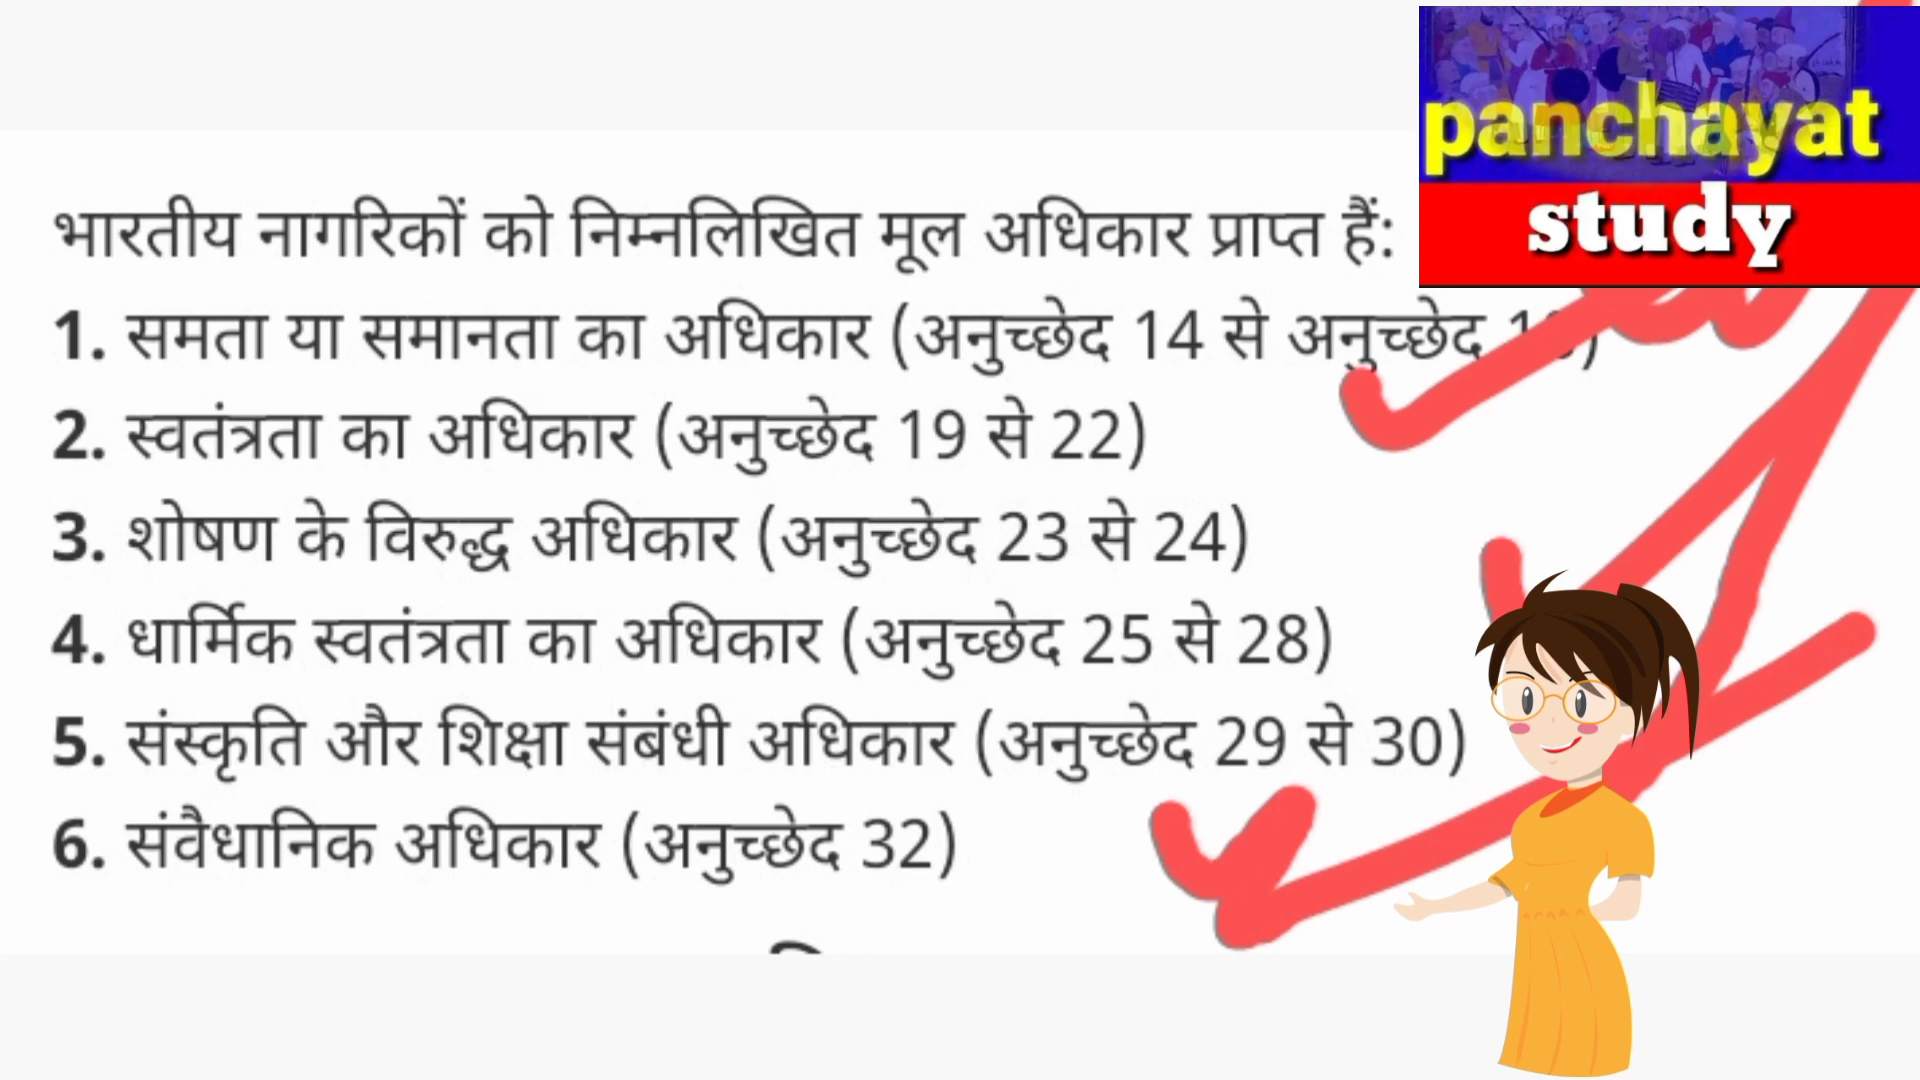 panchayat
study
भारतीय नागरिकों को निम्नलिखित मूल अधिकार प्राप्त हैं:
1. समता या समानता का अधिकार (अनुच्छेद 14 से अनुच्छेद
2. स्वतंत्रता का अधिकार (अनुच्छेद 19 से 22)
3. शोषण के विरुद्ध अधिकार (अनुच्छेद 23 से 24)
4. धार्मिक स्वतंत्रता का अधिकार (अनुच्छेद 25 से 28)
5. संस्कृति और शिक्षा संबंधी अधिकार (अनुच्छेद 29 से 30)
6. संवैधानिक अधिकार (अनुच्छेद 32)